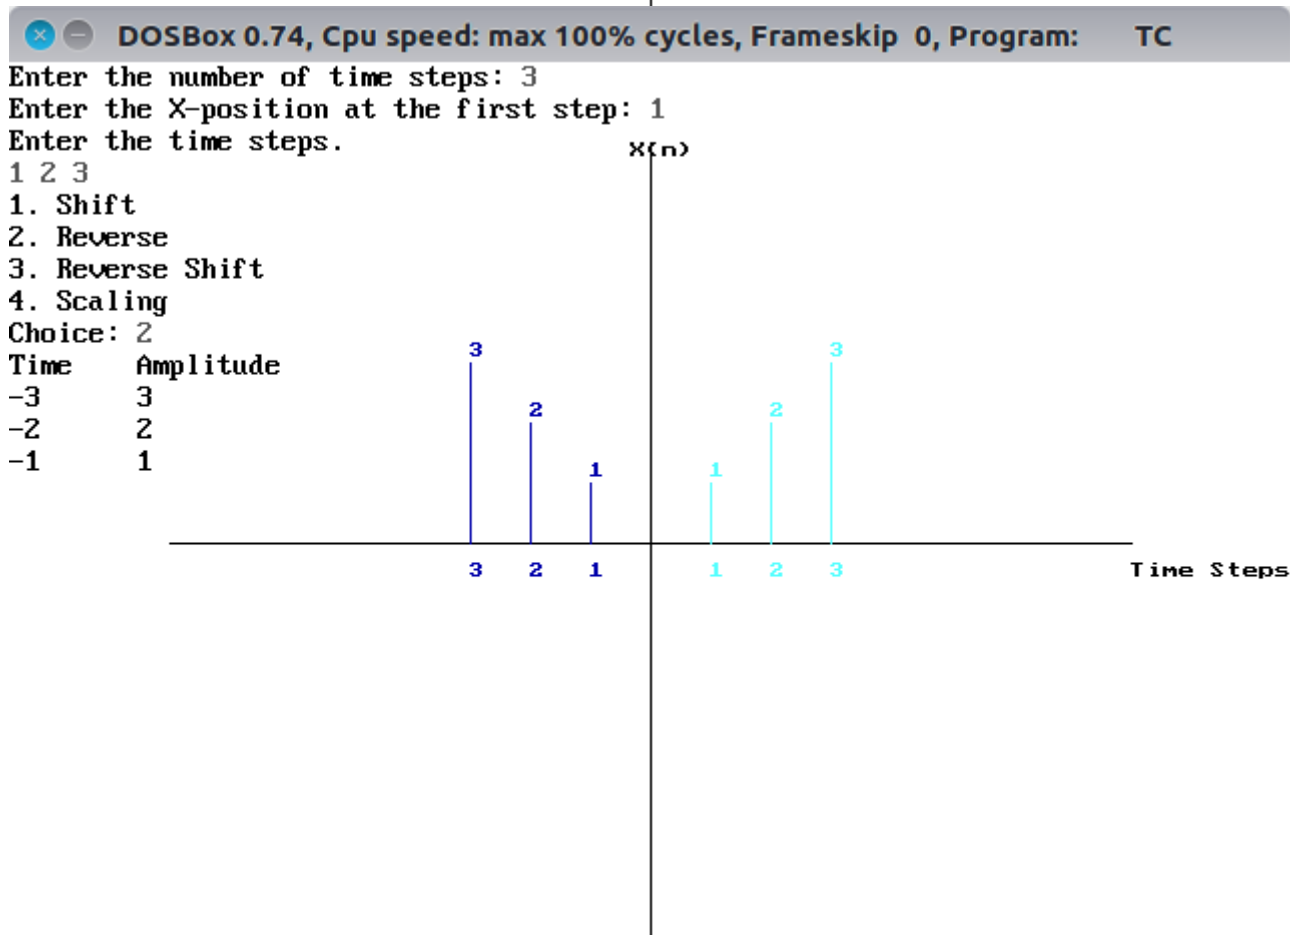 DOSBox 0.74, Cpu speed: max 100% cycles, Frameskip 0, Program: TC
Enter the number of time steps: 3
Enter the X-position at the first step: 1
Enter the time steps.
X(n)
1 2 3
1. Shift
2. Reverse
3. Reverse Shift
4. Scaling
Choice: 2
Time Amplitude
-3 3
-2 2
-1 1
3 3
2 2
1 1
3 2 1 1 2 3
Time Steps